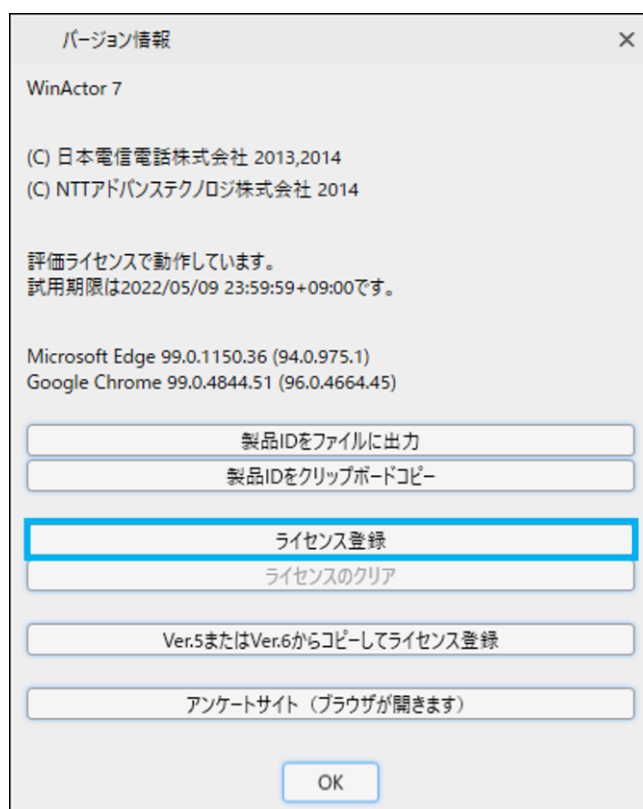 バージョン情報
WinActor 7
(C) 日本電信電話株式会社 2013,2014
(C) NTTアドバンステクノロジ株式会社 2014
評価ライセンスで動作しています。
試用期限は2022/05/09 23:59:59+09:00です。
Microsoft Edge 99.0.1150.36 (94.0.975.1)
Google Chrome 99.0.4844.51 (96.0.4664.45)
製品IDをファイルに出力
製品IDをクリップボードコピー
ライセンス登録
ライセンスのクリア
Ver.5またはVer.6からコピーしてライセンス登録
アンケートサイト（ブラウザが開きます）
OK